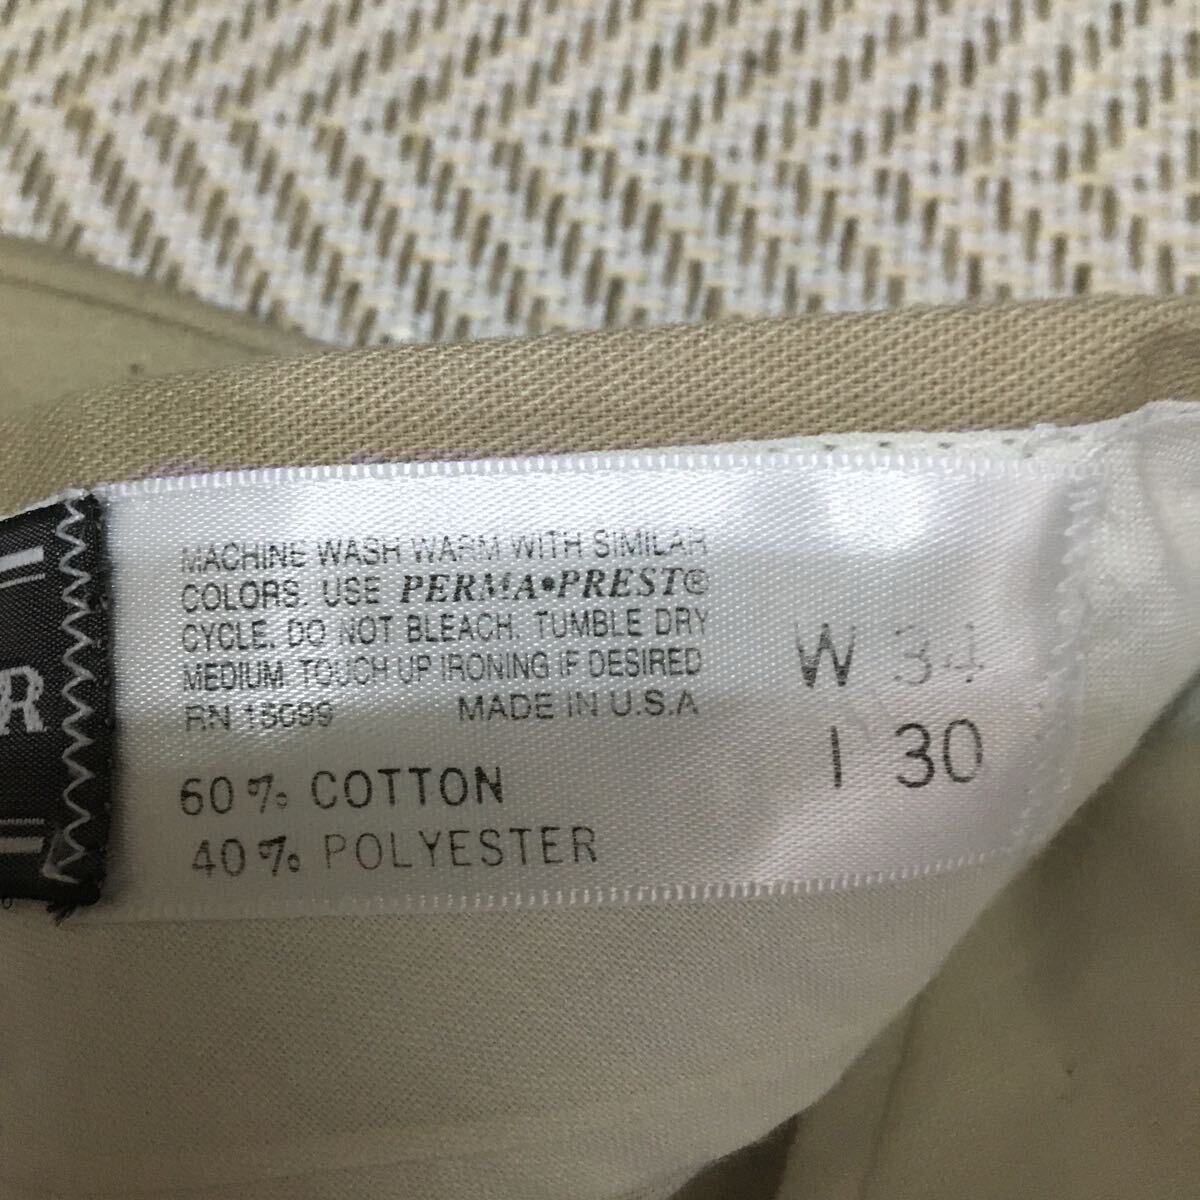 MACHINE WASH WARM WITH SIMILAR
COLORS. USE PERMA•PREST®
CYCLE. DO NOT BLEACH. TUMBLE DRY
MEDIUM. TOUCH UP IRONING IF DESIRED
RN 15099 MADE IN U.S.A
60% COTTON
40% POLYESTER
W 34
I 30
R